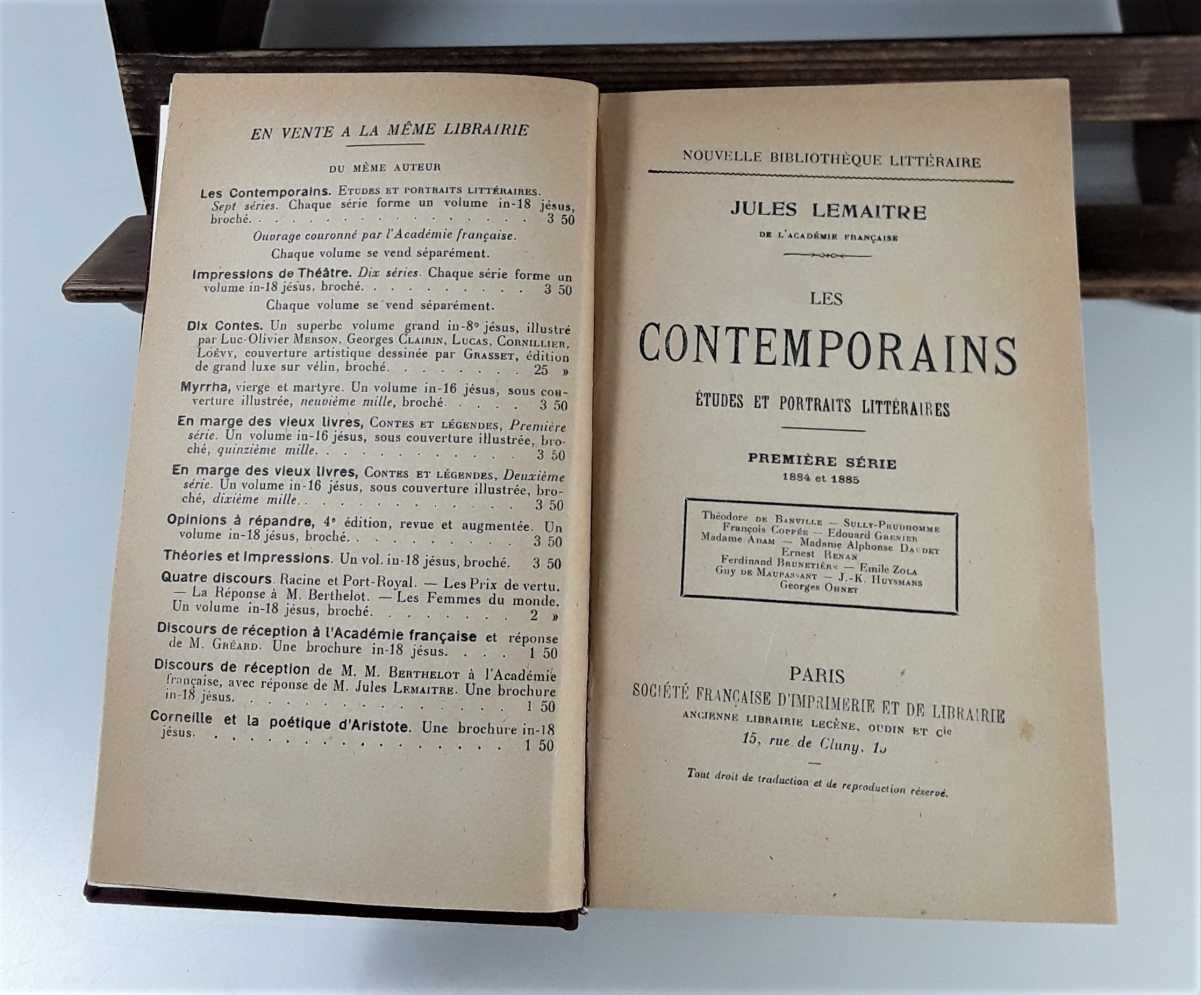 EN VENTE A LA MÊME LIBRAIRIE
DU MÊME AUTEUR
Les Contemporains. ETUDES ET PORTRAITS LITTÉRAIRES.
Sept séries. Chaque série forme un volume in-18 jésus,
broché. . . . . . . . . . . . . . . . 3 50
Ouvrage couronné par l'Académie française.
Chaque volume se vend séparément.
Impressions de Théâtre. Dix séries. Chaque série forme un
volume in-18 jésus, broché. . . . . . . . . 3 50
Chaque volume se vend séparément.
Dix Contes. Un superbe volume grand in-8º jésus, illustré
par Luc-Olivier MERSON, Georges CLAIRIN, LUCAS, CORNILLIER,
LOÉVY, couverture artistique dessinée par GRASSET, édition
de grand luxe sur vélin, broché. . . . . . . . 25 »
Myrrha, vierge et martyre. Un volume in-16 jésus, sous cou-
verture illustrée, neuvième mille, broché . . . . 3 50
En marge des vieux livres, CONTES ET LÉGENDES, Première
série. Un volume in-16 jésus, sous couverture illustrée, bro-
ché, quinzième mille. . . . . . . . . . . 3 50
En marge des vieux livres, CONTES ET LÉGENDES, Deuxième
série. Un volume in-16 jésus, sous couverture illustrée, bro-
ché, dixième mille. . . . . . . . . . . . 3 50
Opinions à répandre, 4e édition, revue et augmentée. Un
volume in-18 jésus, broché. . . . . . . . . 3 50
Théories et Impressions. Un vol. in-18 jésus, broché. 3 50
Quatre discours. Racine et Port-Royal. — Les Prix de vertu.
— La Réponse à M. Berthelot. — Les Femmes du monde.
Un volume in-18 jésus, broché. . . . . . . . 2 »
Discours de réception à l'Académie française et réponse
de M. GRÉARD. Une brochure in-18 jésus. . . . 1 50
Discours de réception de M. M. BERTHELOT à l'Académie
française, avec réponse de M. Jules LEMAITRE. Une brochure
in-18 jésus. . . . . . . . . . . . . . . 1 50
Corneille et la poétique d'Aristote. Une brochure in-18
jésus. . . . . . . . . . . . . . . . . 1 50
NOUVELLE BIBLIOTHÈQUE LITTÉRAIRE
JULES LEMAITRE
DE L'ACADÉMIE FRANÇAISE
LES
CONTEMPORAINS
ÉTUDES ET PORTRAITS LITTÉRAIRES
PREMIÈRE SÉRIE
1884 et 1885
Théodore DE BANVILLE — SULLY-PRUDHOMME
François COPPÉE — Edouard GRENIER
Madame ADAM — Madame Alphonse DAUDET
Ernest RENAN
Ferdinand BRUNETIÈRE — Emile ZOLA
Guy DE MAUPASSANT — J.-K. HUYSMANS
Georges OHNET
PARIS
SOCIÉTÉ FRANÇAISE D'IMPRIMERIE ET DE LIBRAIRIE
ANCIENNE LIBRAIRIE LECÈNE, OUDIN ET Cie
15, rue de Cluny, 15
Tout droit de traduction et de reproduction réservé.